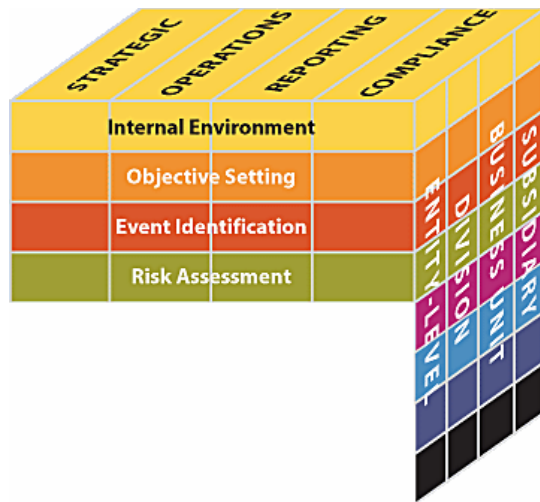 STRATEGIC
OPERATIONS
REPORTING
COMPLIANCE
Internal Environment
Objective Setting
Event Identification
Risk Assessment
ENTITY-LEVEL
DIVISION
BUSINESS UNIT
SUBSIDIARY